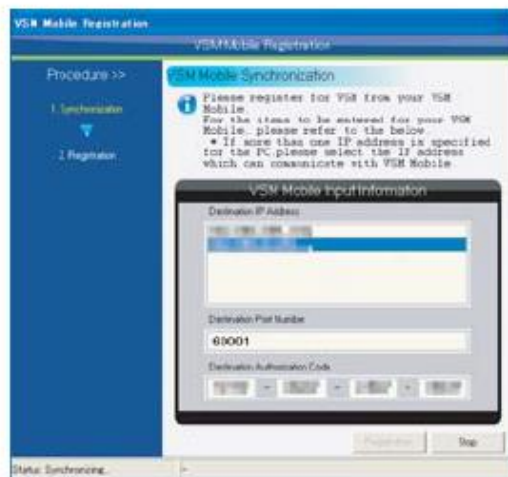 VSM Mobile Registration
VSM Mobile Registration
Procedure >>
1. Synchronization
2. Registration
VSM Mobile Synchronization
Please register for VSM from your VSM
Mobile.
For the items to be entered for your VSM
Mobile, please refer to the below
* If more than one IP address is specified
for the PC,please select the IP address
which can communicate with VSM Mobile
VSM Mobile Input Information
Destination IP Address
Destination Port Number
60001
Destination Authorization Code
- - -
Registration
Stop
Status: Synchronizing.